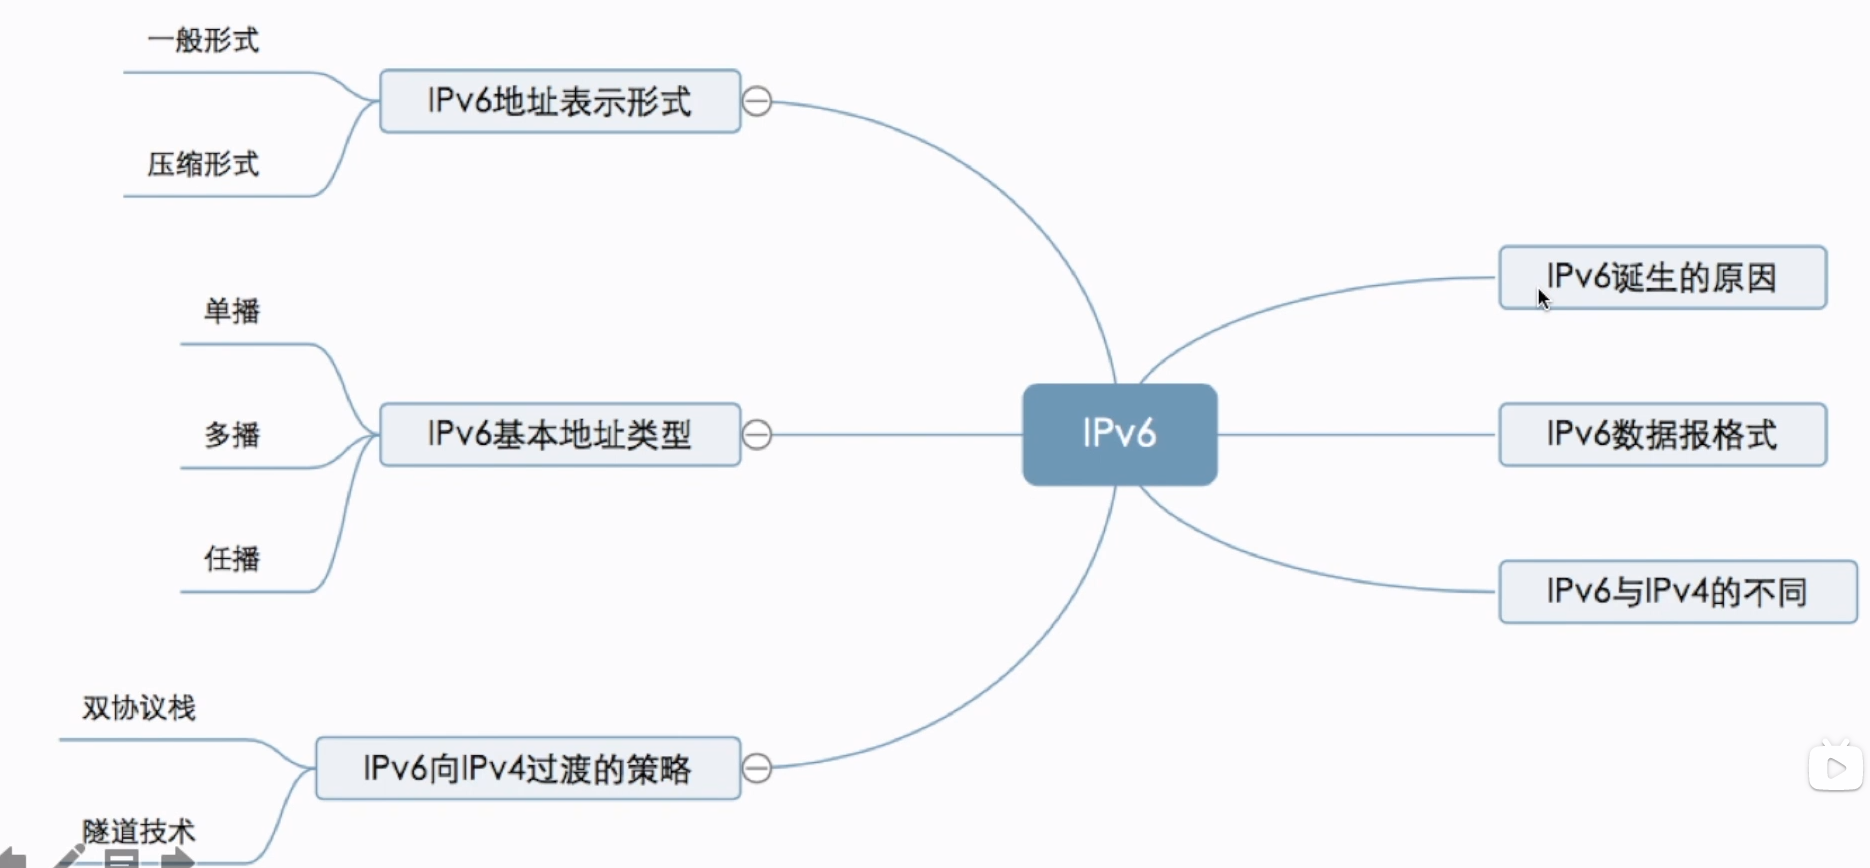 一般形式
IPv6地址表示形式
压缩形式
单播
多播
IPv6基本地址类型
任播
双协议栈
IPv6向IPv4过渡的策略
隧道技术
IPv6
IPv6诞生的原因
IPv6数据报格式
IPv6与IPv4的不同